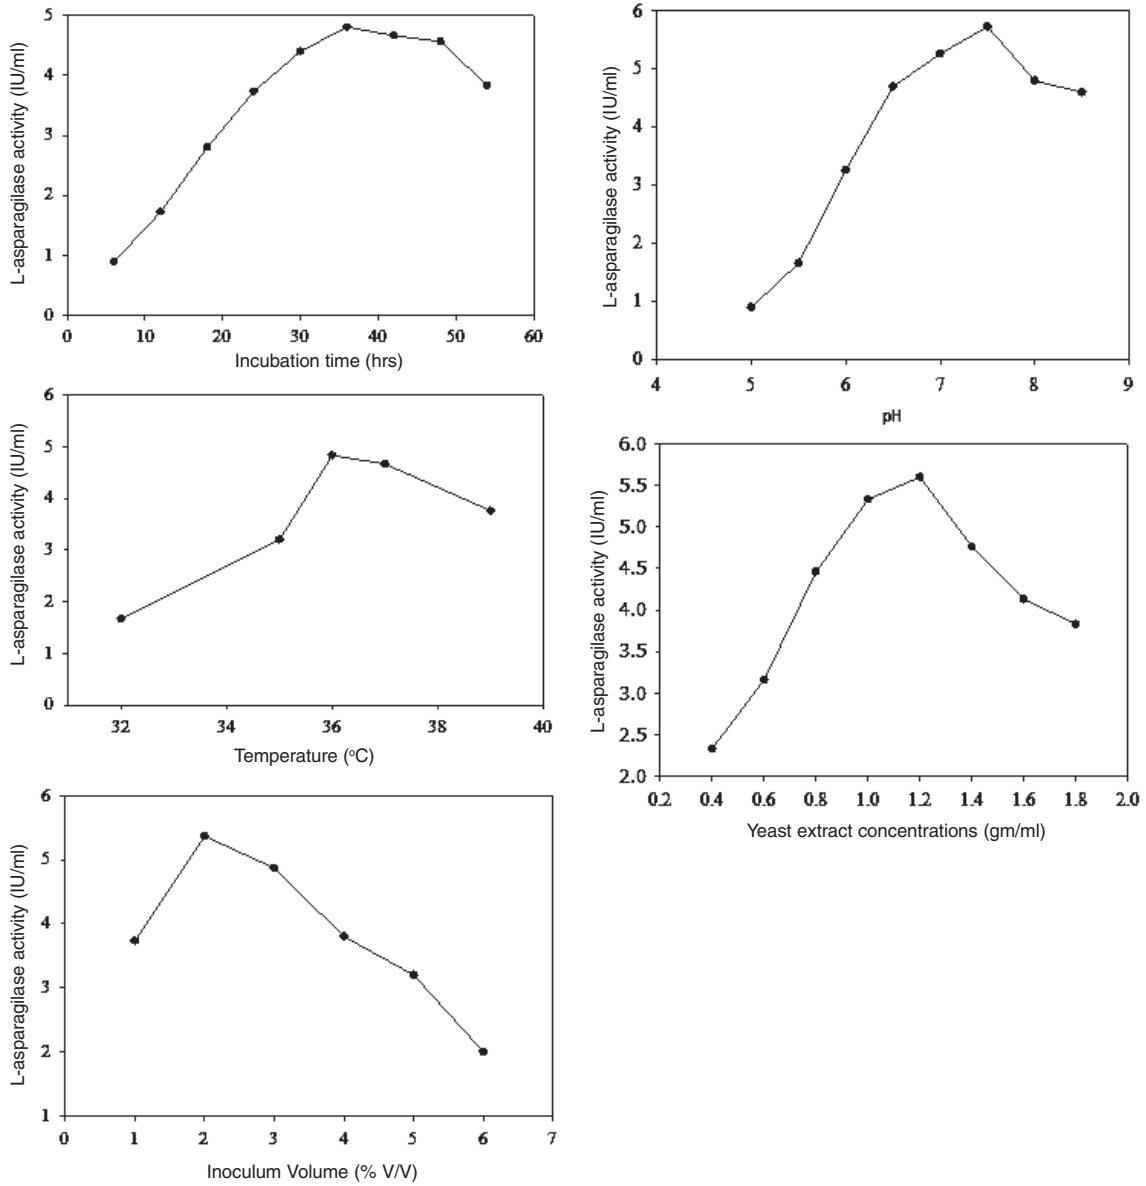 L-asparagilase activity (IU/ml)
5
4
3
2
1
0
0 10 20 30 40 50 60
Incubation time (hrs)
L-asparagilase activity (IU/ml)
6
5
4
3
2
1
0
4 5 6 7 8 9
pH
L-asparagilase activity (IU/ml)
6
5
4
3
2
1
0
32 34 36 38 40
Temperature (°C)
L-asparagilase activity (IU/ml)
6.0
5.5
5.0
4.5
4.0
3.5
3.0
2.5
2.0
0.2 0.4 0.6 0.8 1.0 1.2 1.4 1.6 1.8 2.0
Yeast extract concentrations (gm/ml)
L-asparagilase activity (IU/ml)
6
5
4
3
2
1
0 1 2 3 4 5 6 7
Inoculum Volume (% V/V)